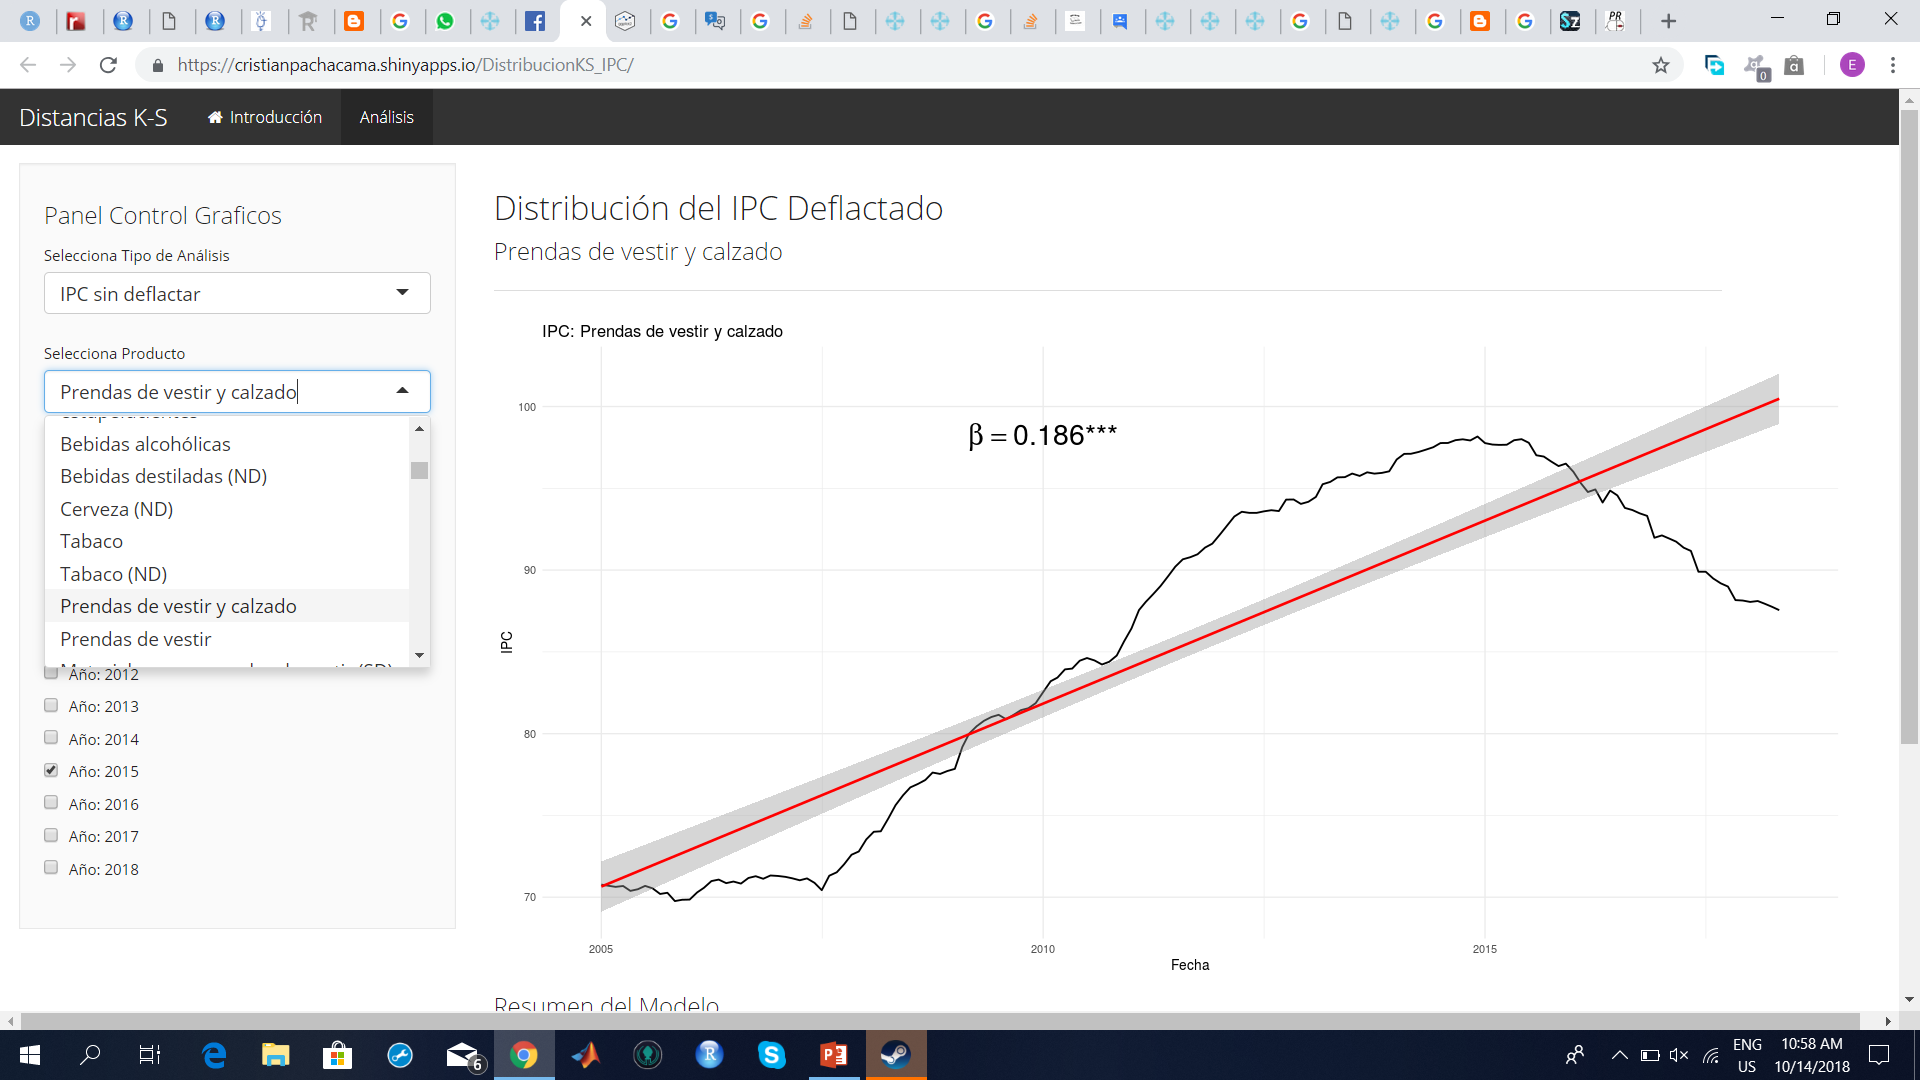 https://cristianpachacama.shinyapps.io/DistribucionKS_IPC/
0
E
Distancias K-S
Introducción
Análisis
Panel Control Graficos
Selecciona Tipo de Análisis
IPC sin deflactar
Selecciona Producto
Prendas de vestir y calzado
Bebidas alcohólicas
Bebidas destiladas (ND)
Cerveza (ND)
Tabaco
Tabaco (ND)
Prendas de vestir y calzado
Prendas de vestir
Año: 2012
Año: 2013
Año: 2014
Año: 2015
Año: 2016
Año: 2017
Año: 2018
Distribución del IPC Deflactado
Prendas de vestir y calzado
IPC: Prendas de vestir y calzado
β = 0.186***
100
90
80
70
IPC
2005
2010
2015
Fecha
Resumen del Modelo
6
ENG
US
10:58 AM
10/14/2018